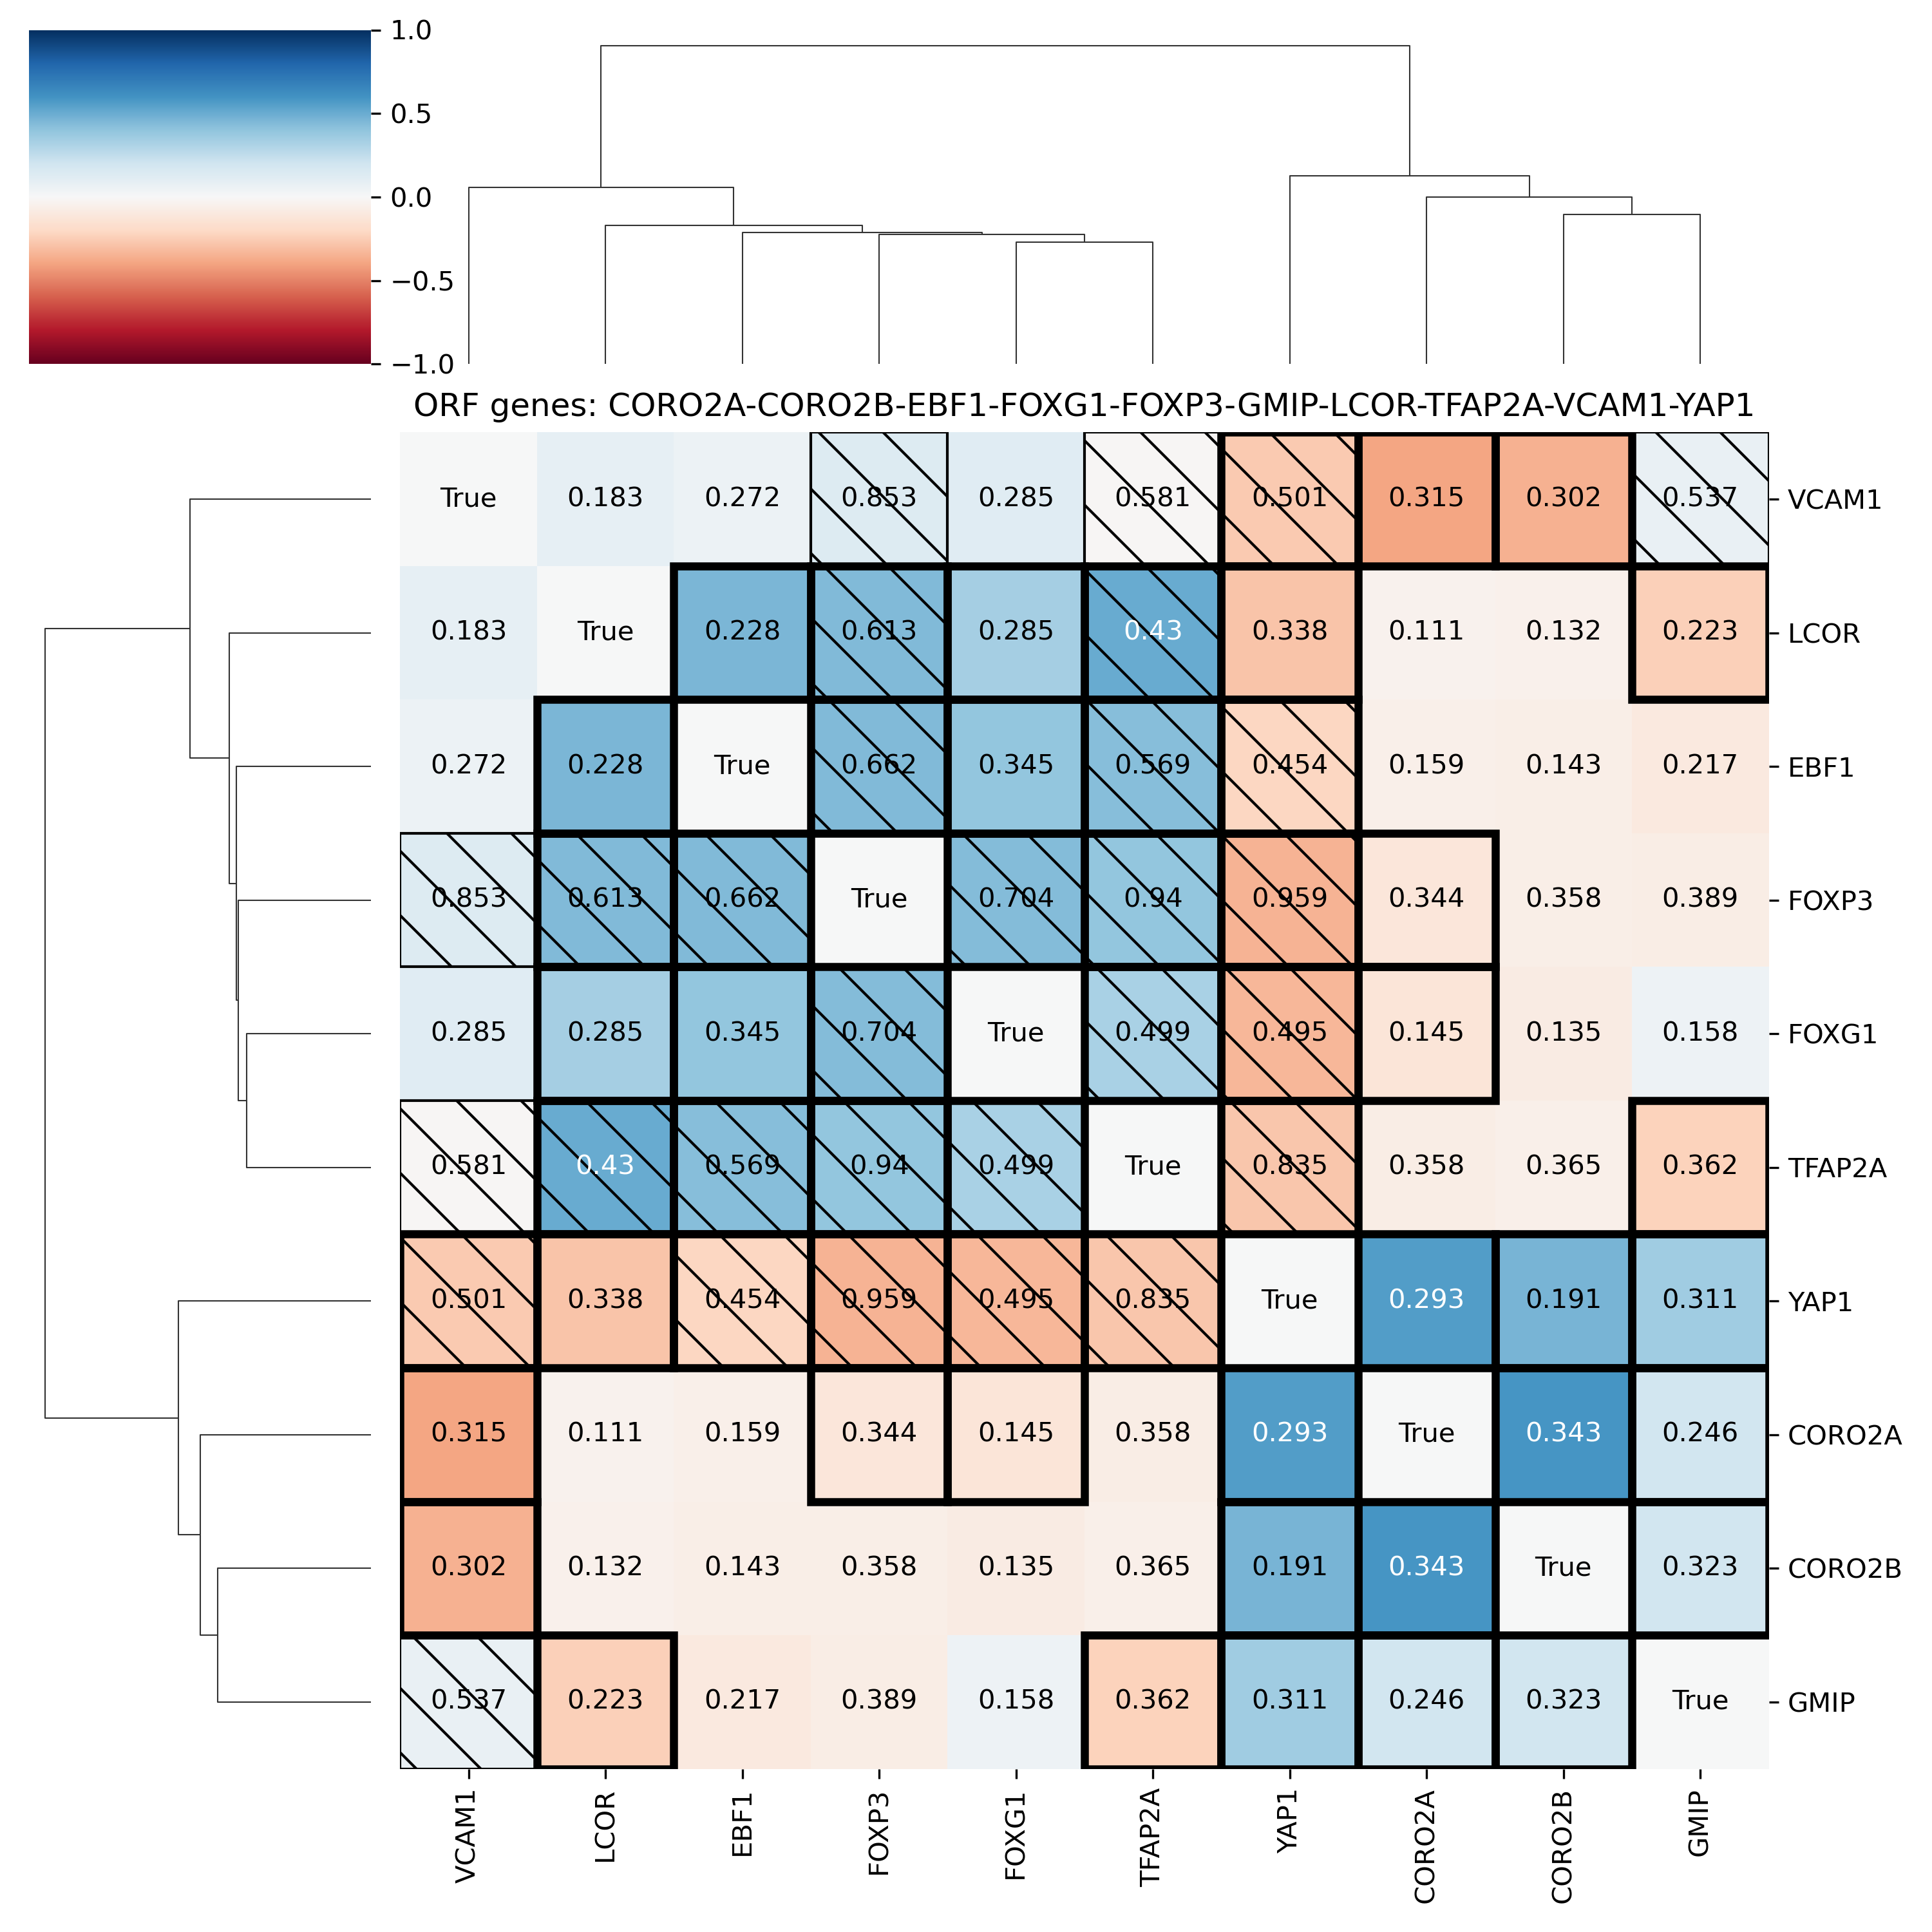 1.0
0.5
0.0
−0.5
−1.0
ORF genes: CORO2A-CORO2B-EBF1-FOXG1-FOXP3-GMIP-LCOR-TFAP2A-VCAM1-YAP1
True 0.183 0.272 0.853 0.285 0.581 0.501 0.315 0.302 0.537 VCAM1
0.183 True 0.228 0.613 0.285 0.43 0.338 0.111 0.132 0.223 LCOR
0.272 0.228 True 0.662 0.345 0.569 0.454 0.159 0.143 0.217 EBF1
0.853 0.613 0.662 True 0.704 0.94 0.959 0.344 0.358 0.389 FOXP3
0.285 0.285 0.345 0.704 True 0.499 0.495 0.145 0.135 0.158 FOXG1
0.581 0.43 0.569 0.94 0.499 True 0.835 0.358 0.365 0.362 TFAP2A
0.501 0.338 0.454 0.959 0.495 0.835 True 0.293 0.191 0.311 YAP1
0.315 0.111 0.159 0.344 0.145 0.358 0.293 True 0.343 0.246 CORO2A
0.302 0.132 0.143 0.358 0.135 0.365 0.191 0.343 True 0.323 CORO2B
0.537 0.223 0.217 0.389 0.158 0.362 0.311 0.246 0.323 True GMIP
VCAM1 LCOR EBF1 FOXP3 FOXG1 TFAP2A YAP1 CORO2A CORO2B GMIP